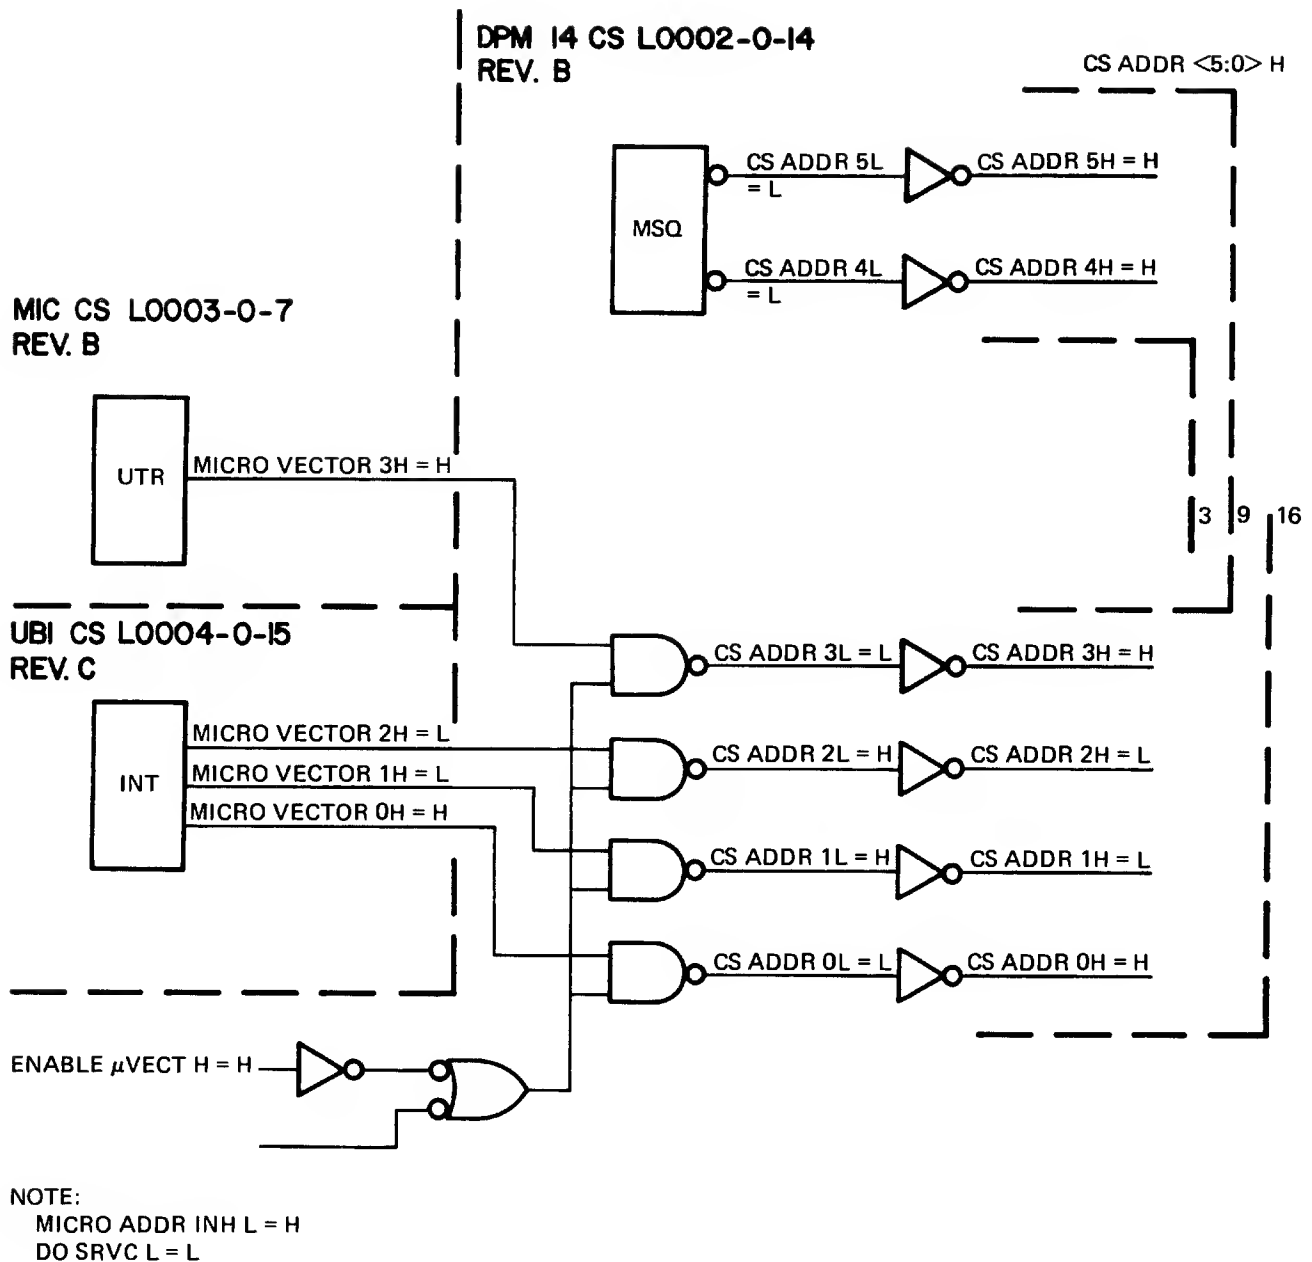 DPM 14 CS L0002-0-14
REV. B
CS ADDR <5:0> H
CS ADDR 5L
= L
CS ADDR 5H = H
MSQ
CS ADDR 4L
= L
CS ADDR 4H = H
MIC CS L0003-0-7
REV. B
UTR
MICRO VECTOR 3H = H
3
9
16
UBI CS L0004-0-15
REV. C
CS ADDR 3L = L
CS ADDR 3H = H
INT
MICRO VECTOR 2H = L
MICRO VECTOR 1H = L
MICRO VECTOR 0H = H
CS ADDR 2L = H
CS ADDR 2H = L
CS ADDR 1L = H
CS ADDR 1H = L
CS ADDR 0L = L
CS ADDR 0H = H
ENABLE μVECT H = H
NOTE:
MICRO ADDR INH L = H
DO SRVC L = L